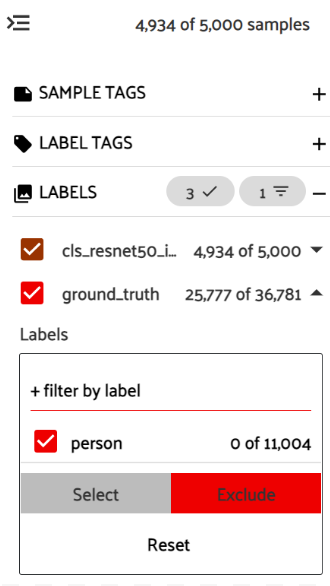 4,934 of 5,000 samples
SAMPLE TAGS +
LABEL TAGS +
LABELS 3 1 −
cls_resnet50_i… 4,934 of 5,000
ground_truth 25,777 of 36,781
Labels
+ filter by label
person 0 of 11,004
Select Exclude
Reset